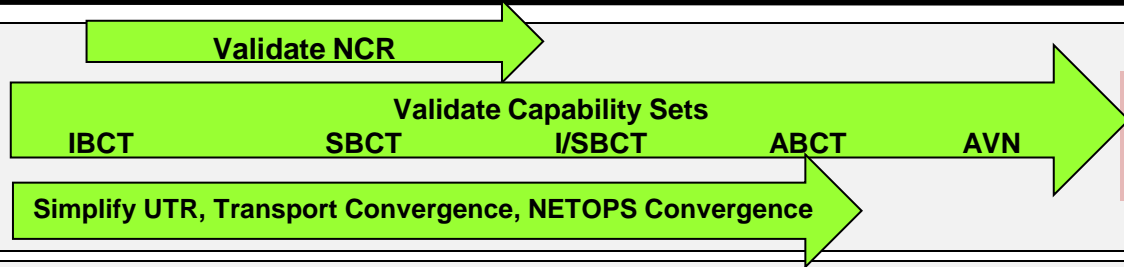 Validate NCR
Validate Capability Sets
IBCT SBCT I/SBCT ABCT AVN
Simplify UTR, Transport Convergence, NETOPS Convergence